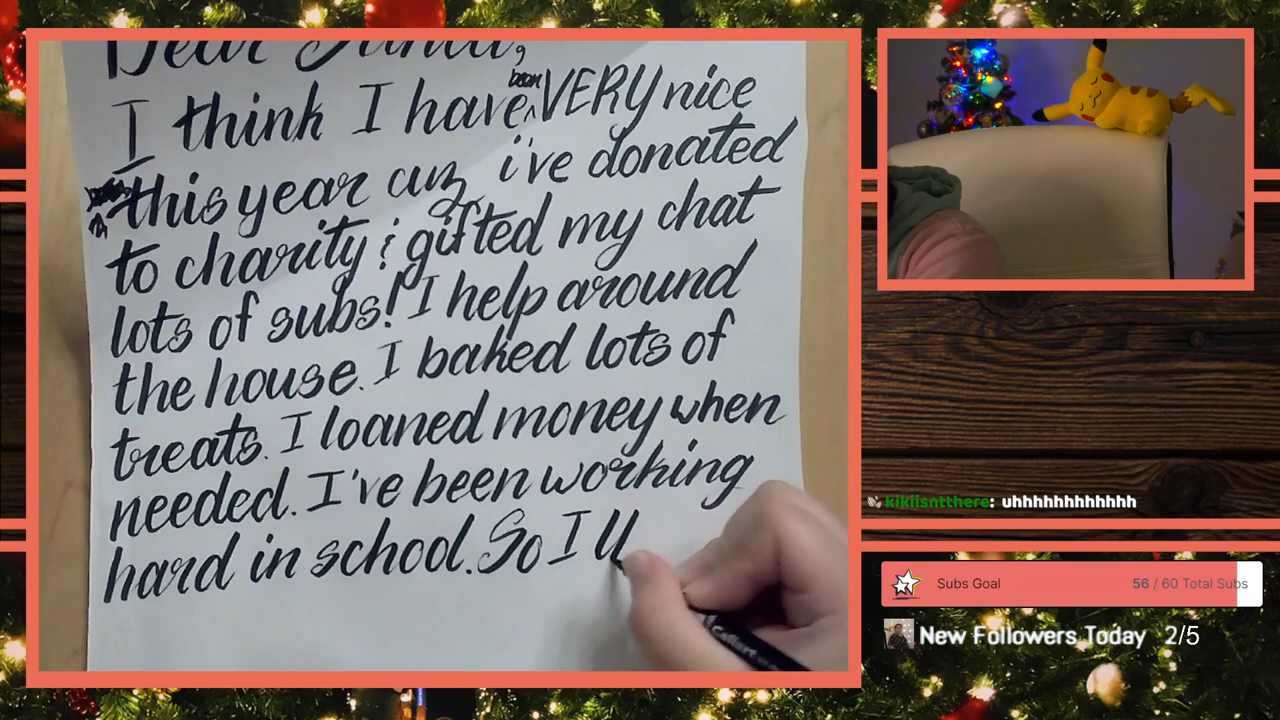 Dear Santa,
I think I have been VERY nice
this year cuz i've donated
to charity & gifted my chat
lots of subs! I help around
the house. I baked lots of
treats. I loaned money when
needed. I've been working
hard in school. So I
kiklisntthere: uhhhhhhhhhhhh
Subs Goal 56 / 60 Total Subs
New Followers Today 2/5